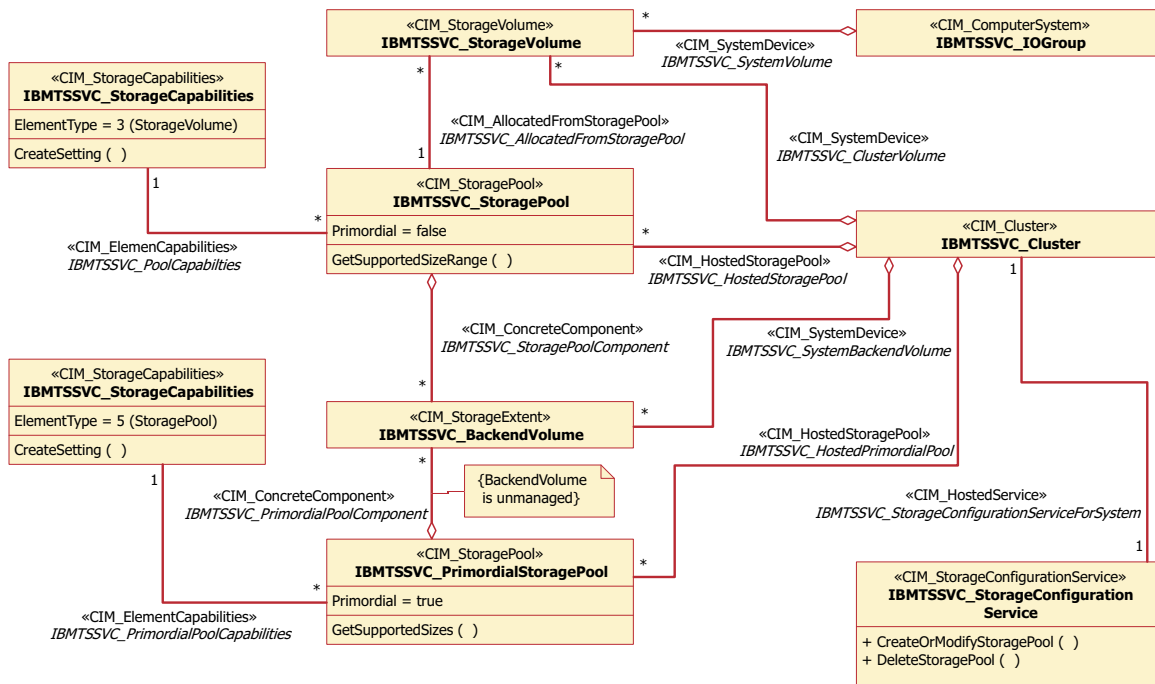 «CIM_StorageVolume»
IBMTSSVC_StorageVolume
*
«CIM_SystemDevice»
IBMTSSVC_SystemVolume
«CIM_ComputerSystem»
IBMTSSVC_IOGroup
«CIM_StorageCapabilities»
IBMTSSVC_StorageCapabilities
ElementType = 3 (StorageVolume)
CreateSetting ( )
1
*
«CIM_ElemenCapabilities»
IBMTSSVC_PoolCapabilties
*
*
«CIM_AllocatedFromStoragePool»
IBMTSSVC_AllocatedFromStoragePool
1
«CIM_SystemDevice»
IBMTSSVC_ClusterVolume
«CIM_StoragePool»
IBMTSSVC_StoragePool
Primordial = false
GetSupportedSizeRange ( )
*
«CIM_HostedStoragePool»
IBMTSSVC_HostedStoragePool
«CIM_Cluster»
IBMTSSVC_Cluster
1
«CIM_ConcreteComponent»
IBMTSSVC_StoragePoolComponent
*
«CIM_SystemDevice»
IBMTSSVC_SystemBackendVolume
«CIM_StorageCapabilities»
IBMTSSVC_StorageCapabilities
ElementType = 5 (StoragePool)
CreateSetting ( )
1
«CIM_StorageExtent»
IBMTSSVC_BackendVolume
*
*
{BackendVolume
is unmanaged}
«CIM_HostedStoragePool»
IBMTSSVC_HostedPrimordialPool
«CIM_ConcreteComponent»
IBMTSSVC_PrimordialPoolComponent
«CIM_HostedService»
IBMTSSVC_StorageConfigurationServiceForSystem
1
«CIM_StoragePool»
IBMTSSVC_PrimordialStoragePool
Primordial = true
GetSupportedSizes ( )
*
*
«CIM_ElementCapabilities»
IBMTSSVC_PrimordialPoolCapabilities
«CIM_StorageConfigurationService»
IBMTSSVC_StorageConfiguration
Service
+ CreateOrModifyStoragePool ( )
+ DeleteStoragePool ( )